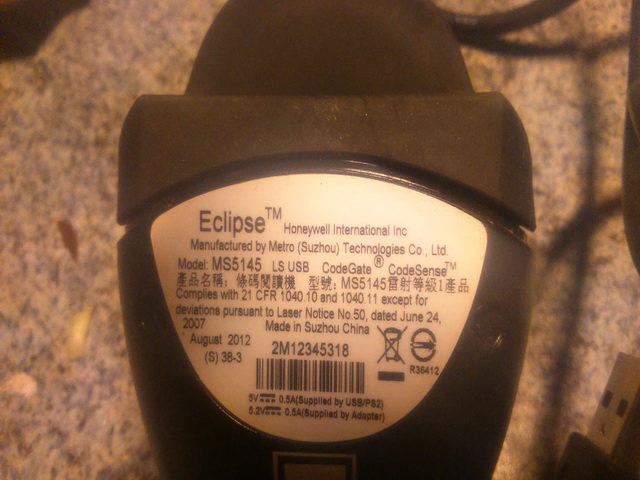 Eclipse™ Honeywell International Inc
Manufactured by Metro (Suzhou) Technologies Co., Ltd.
Model: MS5145 LS USB CodeGate® CodeSense™
產品名稱: 條碼閱讀機 型號: MS5145雷射等級1產品
Complies with 21 CFR 1040.10 and 1040.11 except for
deviations pursuant to Laser Notice No.50, dated June 24,
2007
Made in Suzhou China
August 2012
(S) 38-3
2M12345318
R36412
5V⎓ 0.5A(Supplied by USB/PS2)
5.2V⎓ 0.5A(Supplied by Adapter)